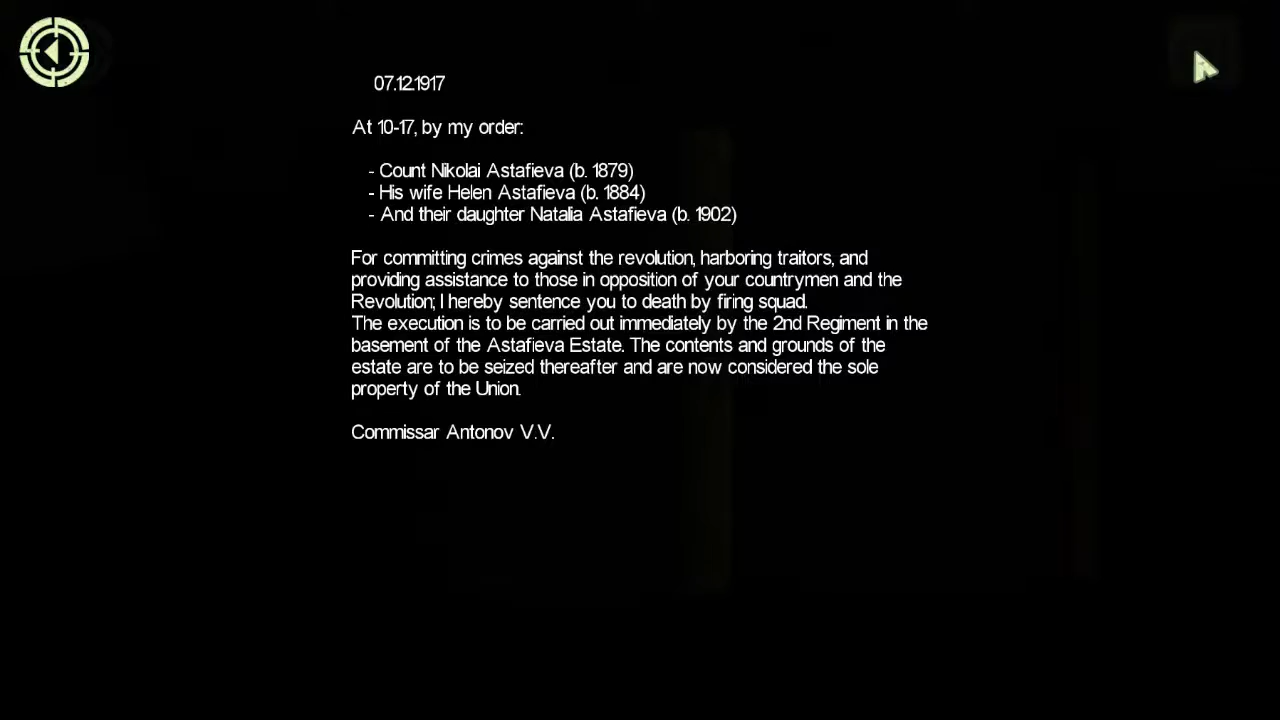 07.12.1917
At 10-17, by my order:
- Count Nikolai Astafieva (b. 1879)
- His wife Helen Astafieva (b. 1884)
- And their daughter Natalia Astafieva (b. 1902)
For committing crimes against the revolution, harboring traitors, and
providing assistance to those in opposition of your countrymen and the
Revolution; I hereby sentence you to death by firing squad.
The execution is to be carried out immediately by the 2nd Regiment in the
basement of the Astafieva Estate. The contents and grounds of the
estate are to be seized thereafter and are now considered the sole
property of the Union.
Commissar Antonov V.V.